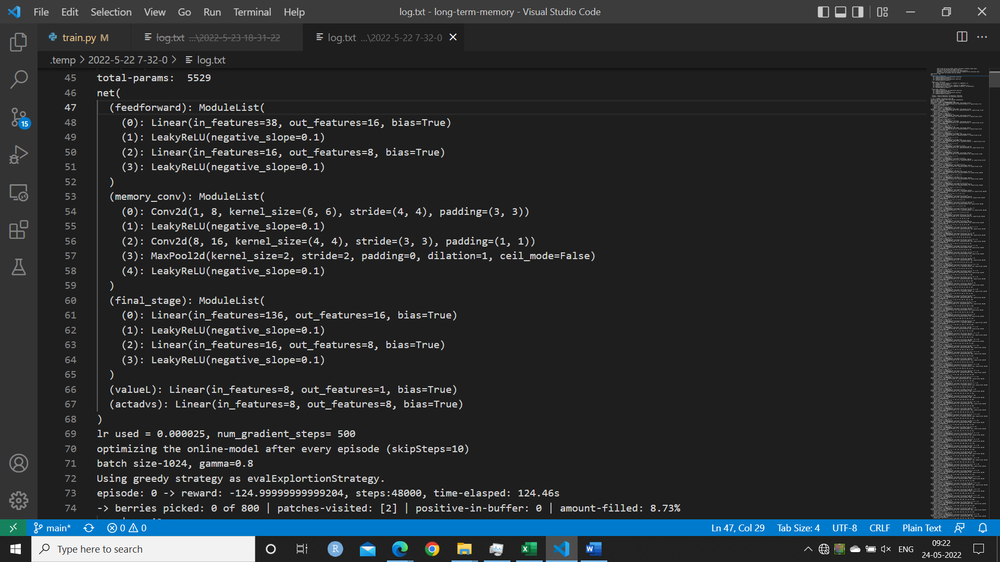 File Edit Selection View Go Run Terminal Help
log.txt - long-term-memory - Visual Studio Code
train.py M
log.txt ...\2022-5-23 18-31-22
log.txt ...\2022-5-22 7-32-0
.temp > 2022-5-22 7-32-0 > log.txt
45 total-params:  5529
46 net(
47 (feedforward): ModuleList(
48 (0): Linear(in_features=38, out_features=16, bias=True)
49 (1): LeakyReLU(negative_slope=0.1)
50 (2): Linear(in_features=16, out_features=8, bias=True)
51 (3): LeakyReLU(negative_slope=0.1)
52 )
53 (memory_conv): ModuleList(
54 (0): Conv2d(1, 8, kernel_size=(6, 6), stride=(4, 4), padding=(3, 3))
55 (1): LeakyReLU(negative_slope=0.1)
56 (2): Conv2d(8, 16, kernel_size=(4, 4), stride=(3, 3), padding=(1, 1))
57 (3): MaxPool2d(kernel_size=2, stride=2, padding=0, dilation=1, ceil_mode=False)
58 (4): LeakyReLU(negative_slope=0.1)
59 )
60 (final_stage): ModuleList(
61 (0): Linear(in_features=136, out_features=16, bias=True)
62 (1): LeakyReLU(negative_slope=0.1)
63 (2): Linear(in_features=16, out_features=8, bias=True)
64 (3): LeakyReLU(negative_slope=0.1)
65 )
66 (valueL): Linear(in_features=8, out_features=1, bias=True)
67 (actadvs): Linear(in_features=8, out_features=8, bias=True)
68 )
69 lr used = 0.000025, num_gradient_steps= 500
70 optimizing the online-model after every episode (skipSteps=10)
71 batch size-1024, gamma=0.8
72 Using greedy strategy as evalExplortionStrategy.
73 episode: 0 -> reward: -124.99999999999204, steps:48000, time-elasped: 124.46s
74 -> berries picked: 0 of 800 | patches-visited: [2] | positive-in-buffer: 0 | amount-filled: 8.73%
15
main* 0 0
Ln 47, Col 29 Tab Size: 4 UTF-8 CRLF Plain Text
Type here to search
R
W
ENG
09:22
24-05-2022